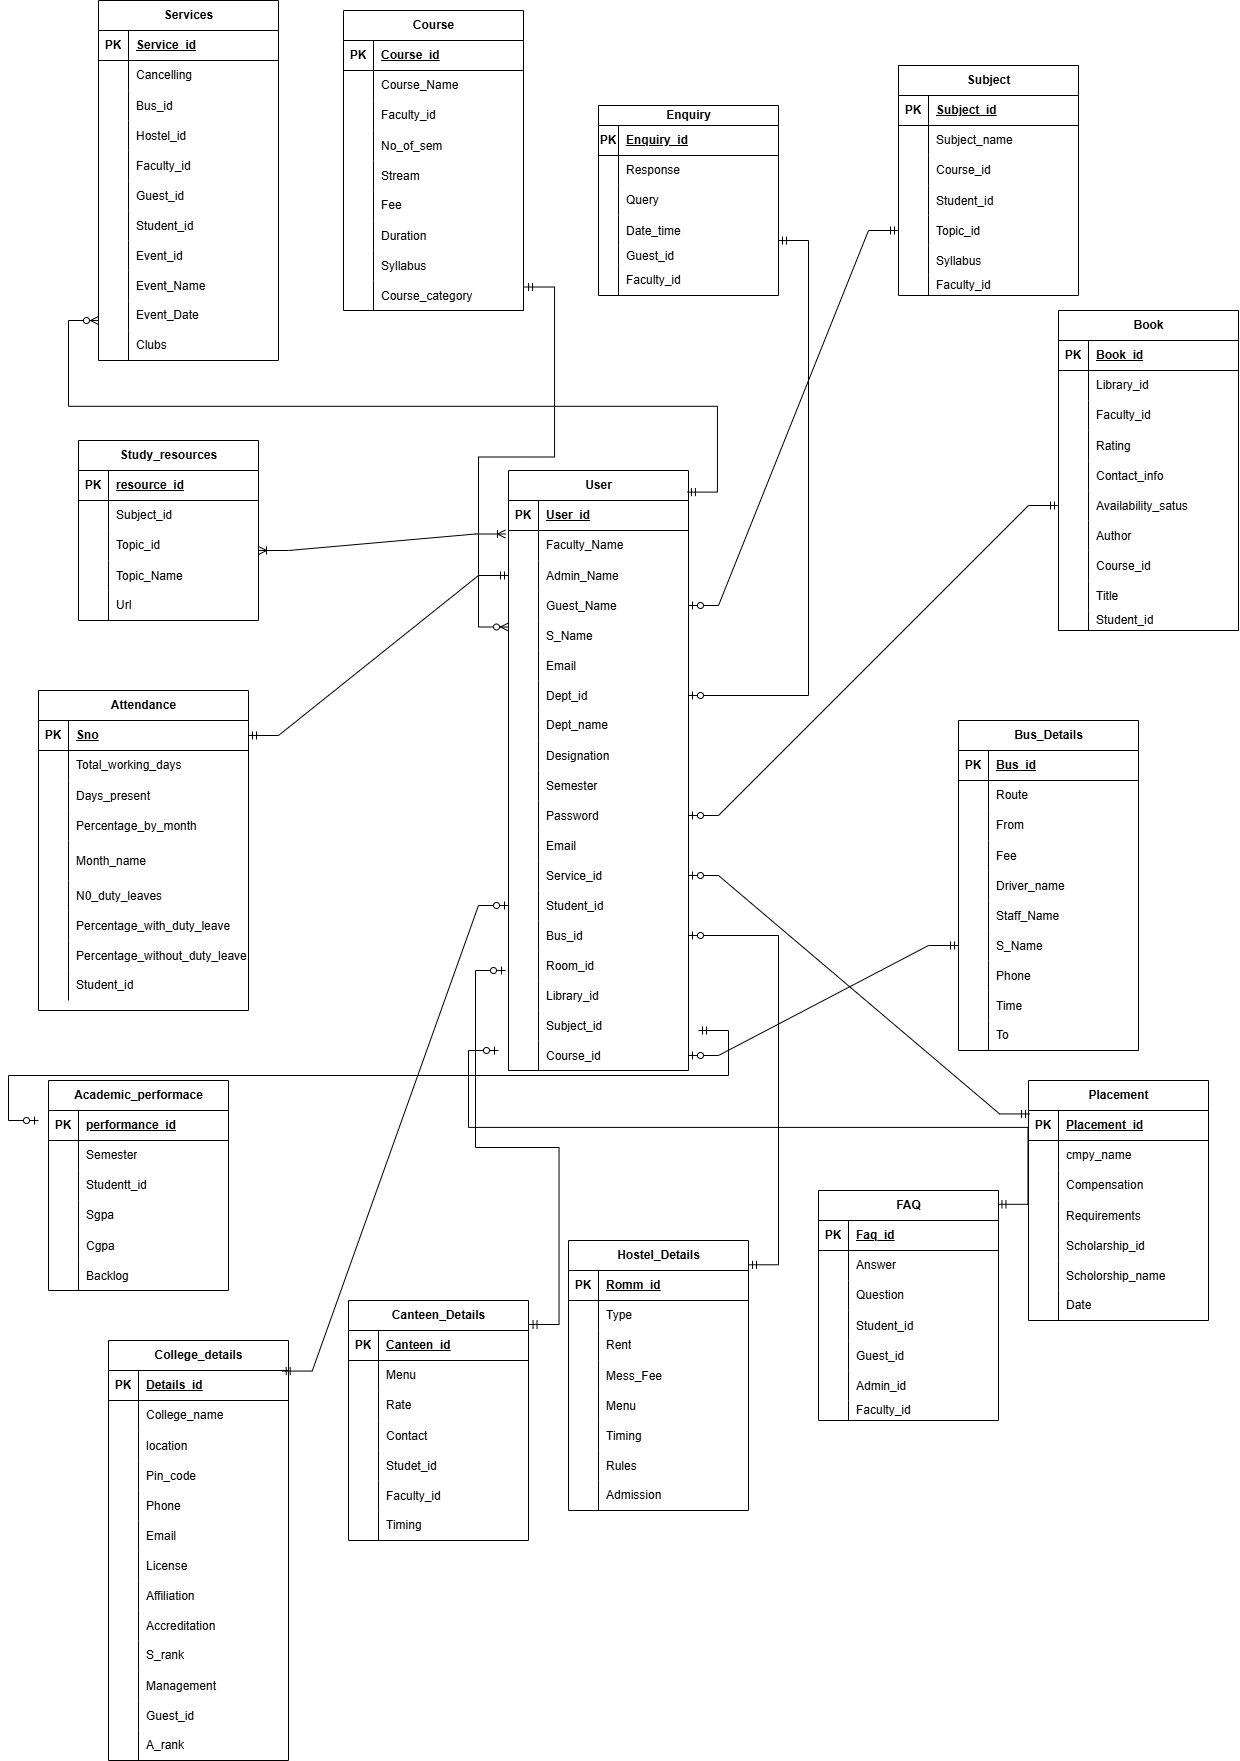 Services
PK Service_id
Cancelling
Bus_id
Hostel_id
Faculty_id
Guest_id
Student_id
Event_id
Event_Name
Event_Date
Clubs
Course
PK Course_id
Course_Name
Faculty_id
No_of_sem
Stream
Fee
Duration
Syllabus
Course_category
Enquiry
PK Enquiry_id
Response
Query
Date_time
Guest_id
Faculty_id
Subject
PK Subject_id
Subject_name
Course_id
Student_id
Topic_id
Syllabus
Faculty_id
Book
PK Book_id
Library_id
Faculty_id
Rating
Contact_info
Availability_satus
Author
Course_id
Title
Student_id
Study_resources
PK resource_id
Subject_id
Topic_id
Topic_Name
Url
User
PK User_id
Faculty_Name
Admin_Name
Guest_Name
S_Name
Email
Dept_id
Dept_name
Designation
Semester
Password
Email
Service_id
Student_id
Bus_id
Room_id
Library_id
Subject_id
Course_id
Attendance
PK Sno
Total_working_days
Days_present
Percentage_by_month
Month_name
N0_duty_leaves
Percentage_with_duty_leave
Percentage_without_duty_leave
Student_id
Bus_Details
PK Bus_id
Route
From
Fee
Driver_name
Staff_Name
S_Name
Phone
Time
To
Academic_performace
PK performance_id
Semester
Studentt_id
Sgpa
Cgpa
Backlog
Placement
PK Placement_id
cmpy_name
Compensation
Requirements
Scholarship_id
Scholorship_name
Date
FAQ
PK Faq_id
Answer
Question
Student_id
Guest_id
Admin_id
Faculty_id
Hostel_Details
PK Romm_id
Type
Rent
Mess_Fee
Menu
Timing
Rules
Admission
Canteen_Details
PK Canteen_id
Menu
Rate
Contact
Studet_id
Faculty_id
Timing
College_details
PK Details_id
College_name
location
Pin_code
Phone
Email
License
Affiliation
Accreditation
S_rank
Management
Guest_id
A_rank